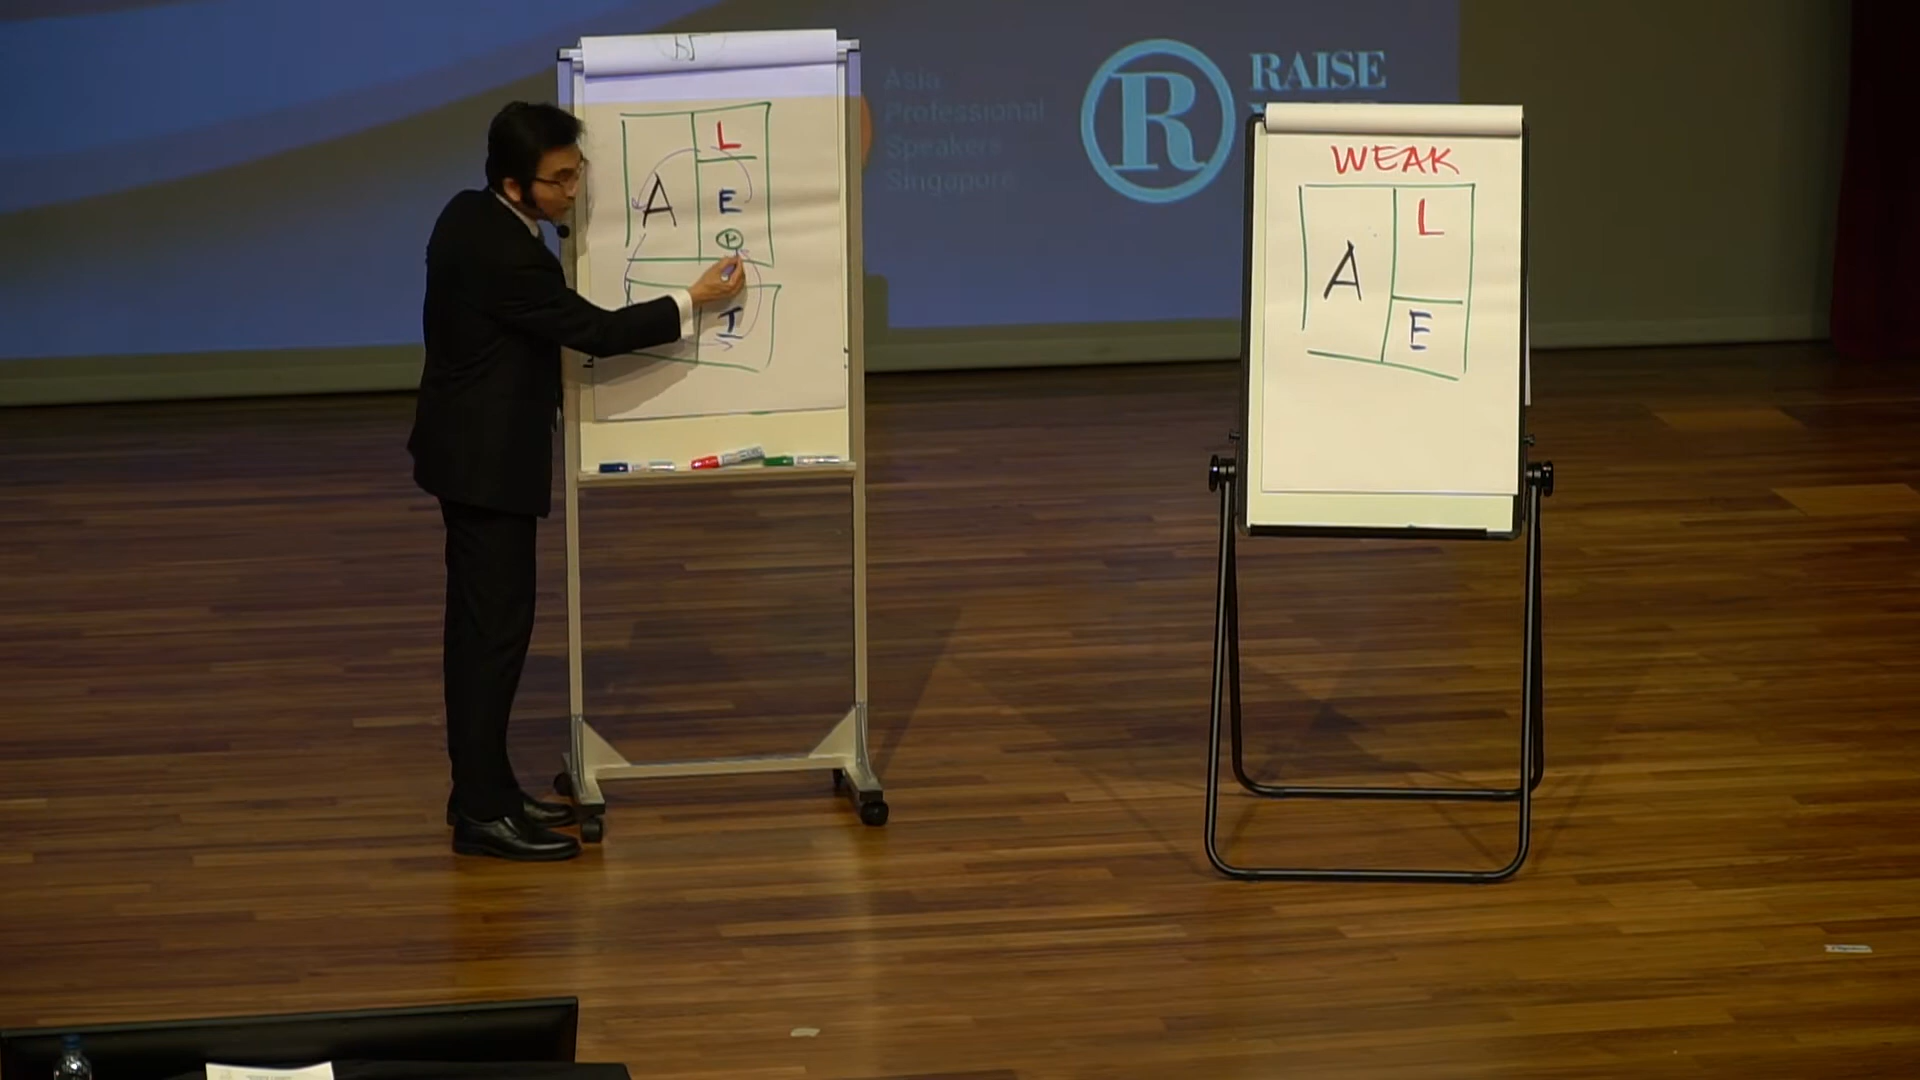 Asia
Professional
Speakers
Singapore
R
RAISE
L
A
E
T
WEAK
L
A
E